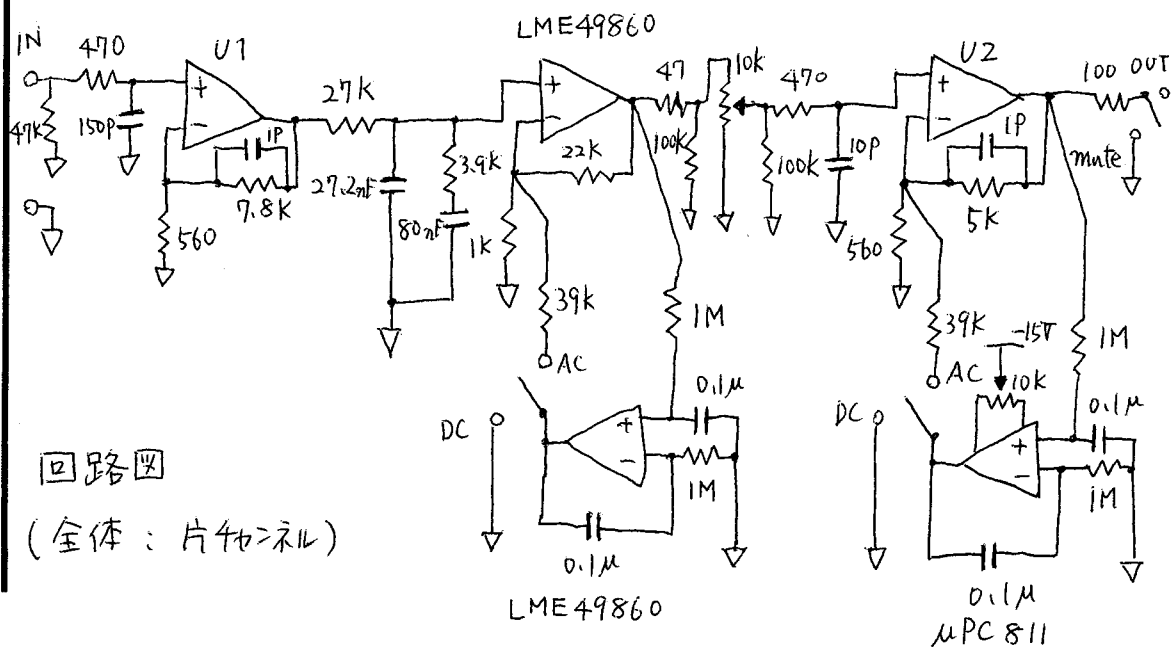 LME49860
IN
470
U1
47K
150P
1P
7.8K
560
27K
27.2nF
3.9K
80nF
1K
22K
39K
AC
DC
1M
0.1μ
1M
0.1μ
LME49860
47
10k
100k
470
100k
10P
U2
1P
5K
560
100 OUT
mute
39K
-15V
AC
10k
1M
DC
0.1μ
1M
0.1μ
μPC811
回路図
(全体:片チャンネル)